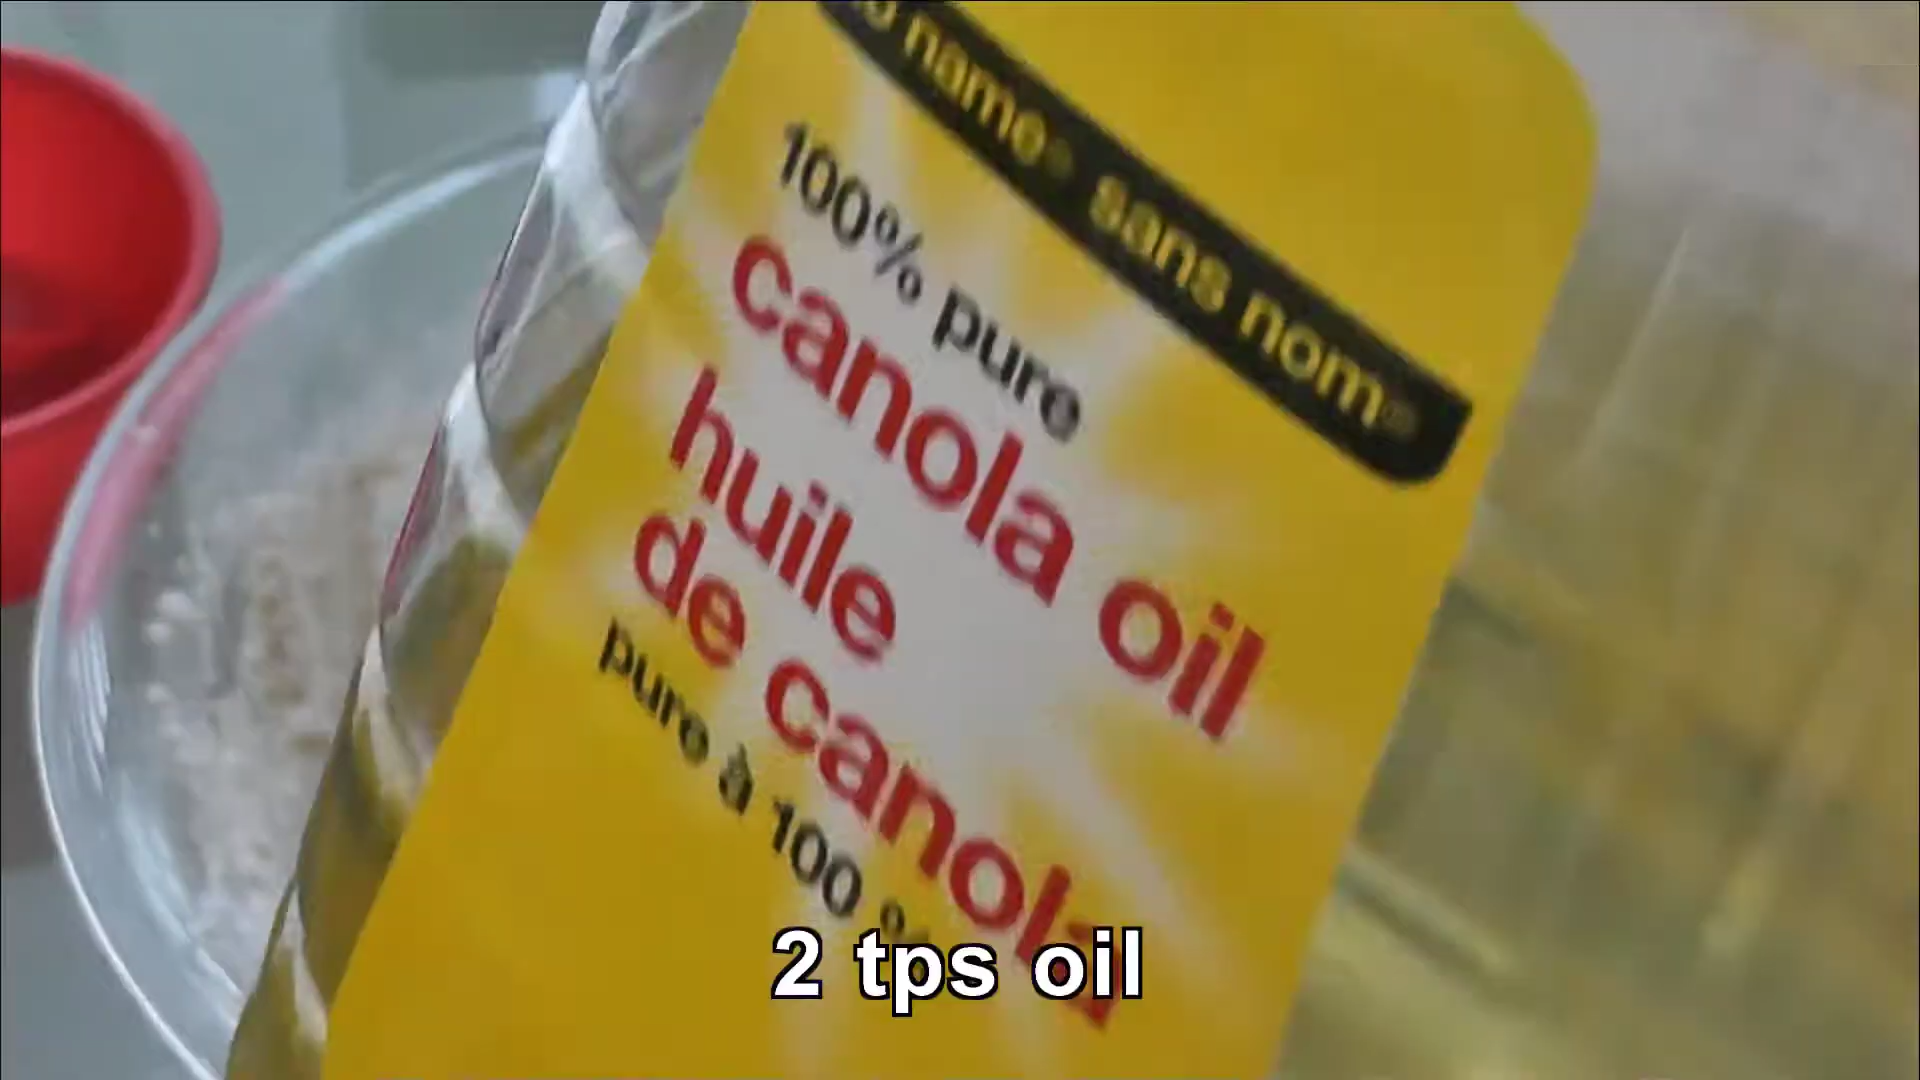 name® sans nom®
100% pure
canola oil
huile
de canola
pure à 100 %
2 tps oil